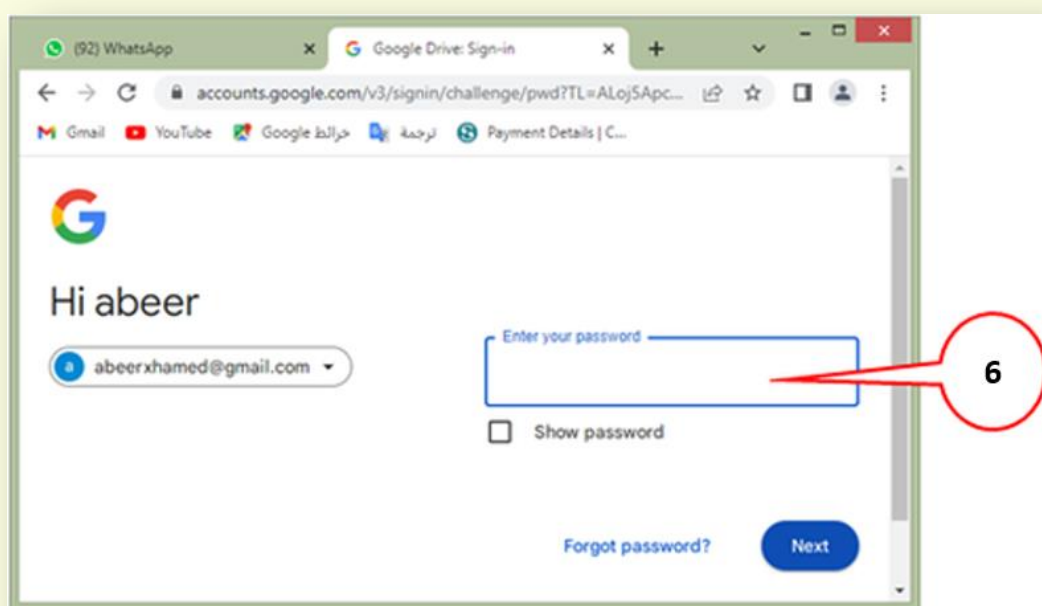 (92) WhatsApp
Google Drive: Sign-in
accounts.google.com/v3/signin/challenge/pwd?TL=ALoj5Apc...
Gmail YouTube خرائط Google ترجمة Payment Details | C...
Hi abeer
abeerxhamed@gmail.com
Enter your password
Show password
6
Forgot password?
Next